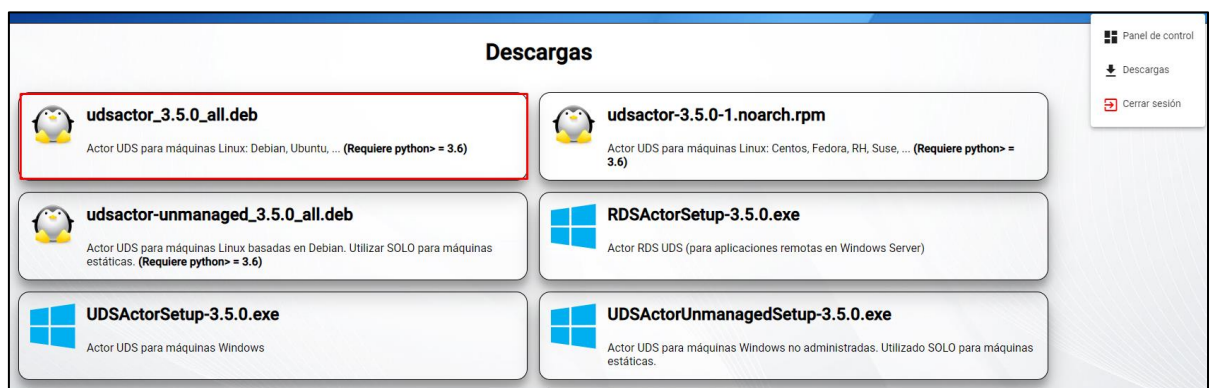 Descargas
Panel de control
Descargas
Cerrar sesión
udsactor_3.5.0_all.deb
Actor UDS para máquinas Linux: Debian, Ubuntu, ... (Requiere python> = 3.6)
udsactor-3.5.0-1.noarch.rpm
Actor UDS para máquinas Linux: Centos, Fedora, RH, Suse, ... (Requiere python> =
3.6)
udsactor-unmanaged_3.5.0_all.deb
Actor UDS para máquinas Linux basadas en Debian. Utilizar SOLO para máquinas
estáticas. (Requiere python> = 3.6)
RDSActorSetup-3.5.0.exe
Actor RDS UDS (para aplicaciones remotas en Windows Server)
UDSActorSetup-3.5.0.exe
Actor UDS para máquinas Windows
UDSActorUnmanagedSetup-3.5.0.exe
Actor UDS para máquinas Windows no administradas. Utilizado SOLO para máquinas
estáticas.